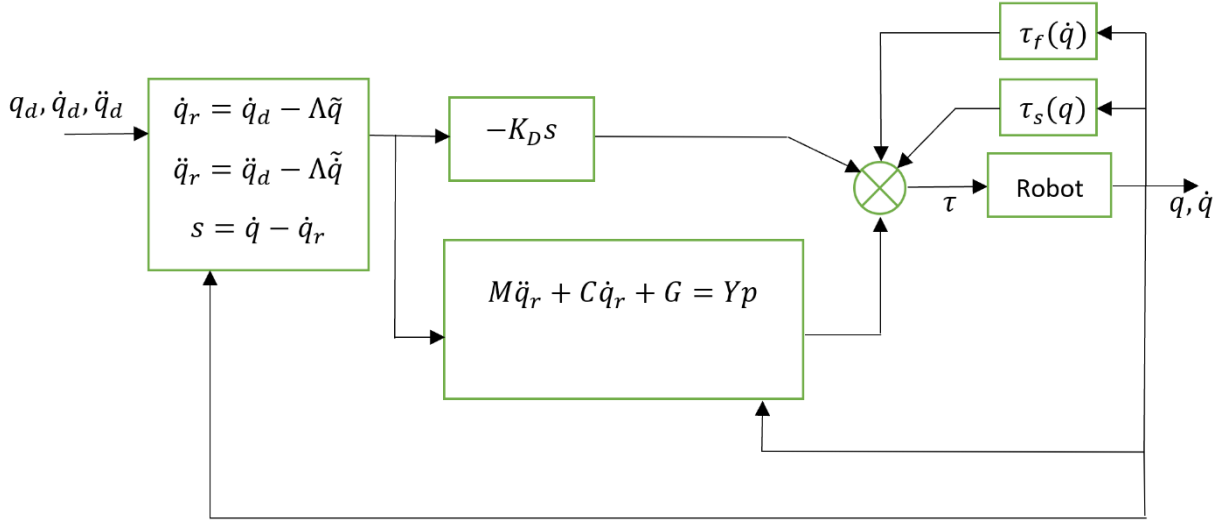 τ_f(q̇)
q_d, q̇_d, q̈_d
q̇_r = q̇_d − Λq̃
τ_s(q)
−K_D s
q̈_r = q̈_d − Λq̃̇
Robot
τ
q, q̇
s = q̇ − q̇_r
Mq̈_r + Cq̇_r + G = Yp